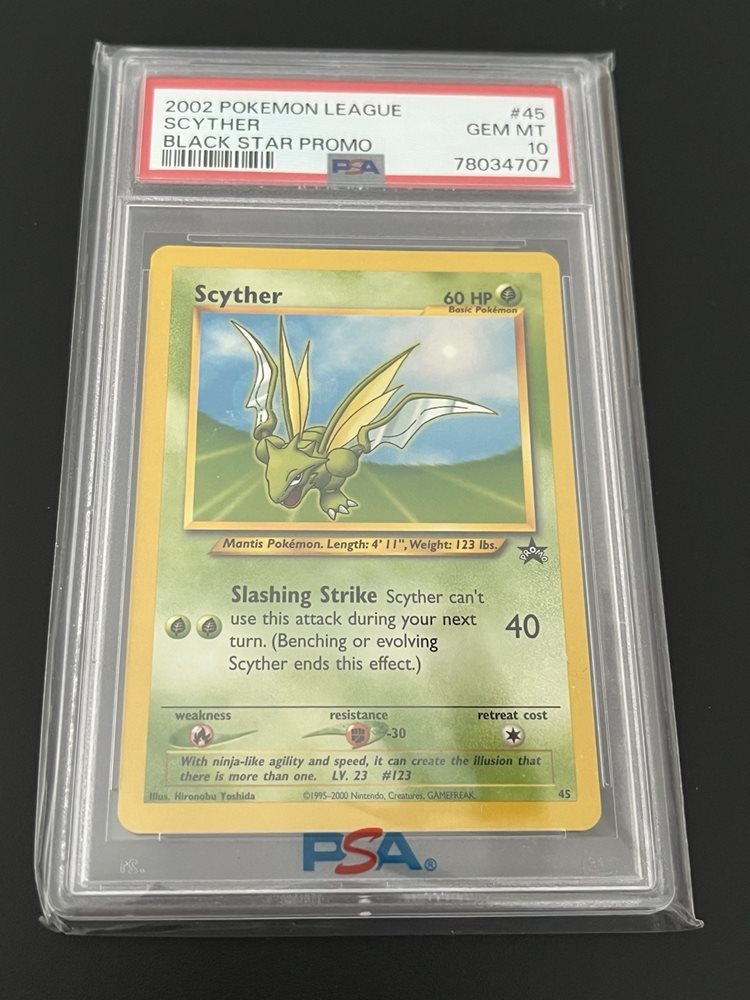 2002 POKEMON LEAGUE #45
SCYTHER GEM MT
BLACK STAR PROMO 10
PSA 78034707
Scyther 60 HP
Basic Pokémon
Mantis Pokémon. Length: 4' 11", Weight: 123 lbs.
PROMO
Slashing Strike Scyther can't
use this attack during your next
turn. (Benching or evolving
Scyther ends this effect.)
40
weakness resistance retreat cost
-30
With ninja-like agility and speed, it can create the illusion that
there is more than one. LV. 23 #123
Illus. Hironobu Yoshida ©1995-2000 Nintendo, Creatures, GAMEFREAK 45
PSA®